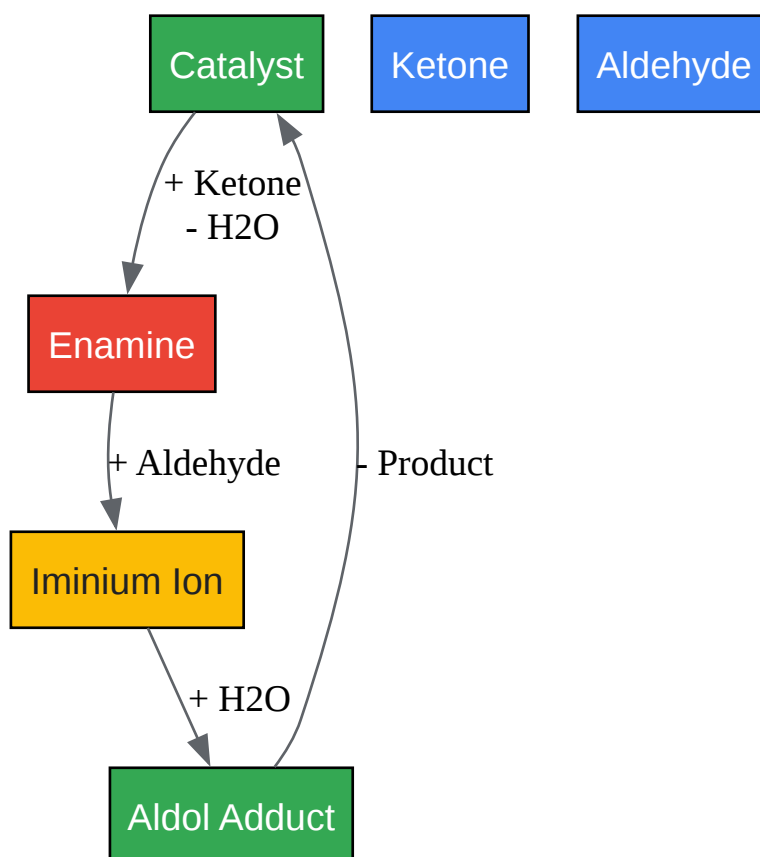 Catalyst
Ketone
Aldehyde
+ Ketone
- H2O
Enamine
+ Aldehyde
- Product
Iminium Ion
+ H2O
Aldol Adduct